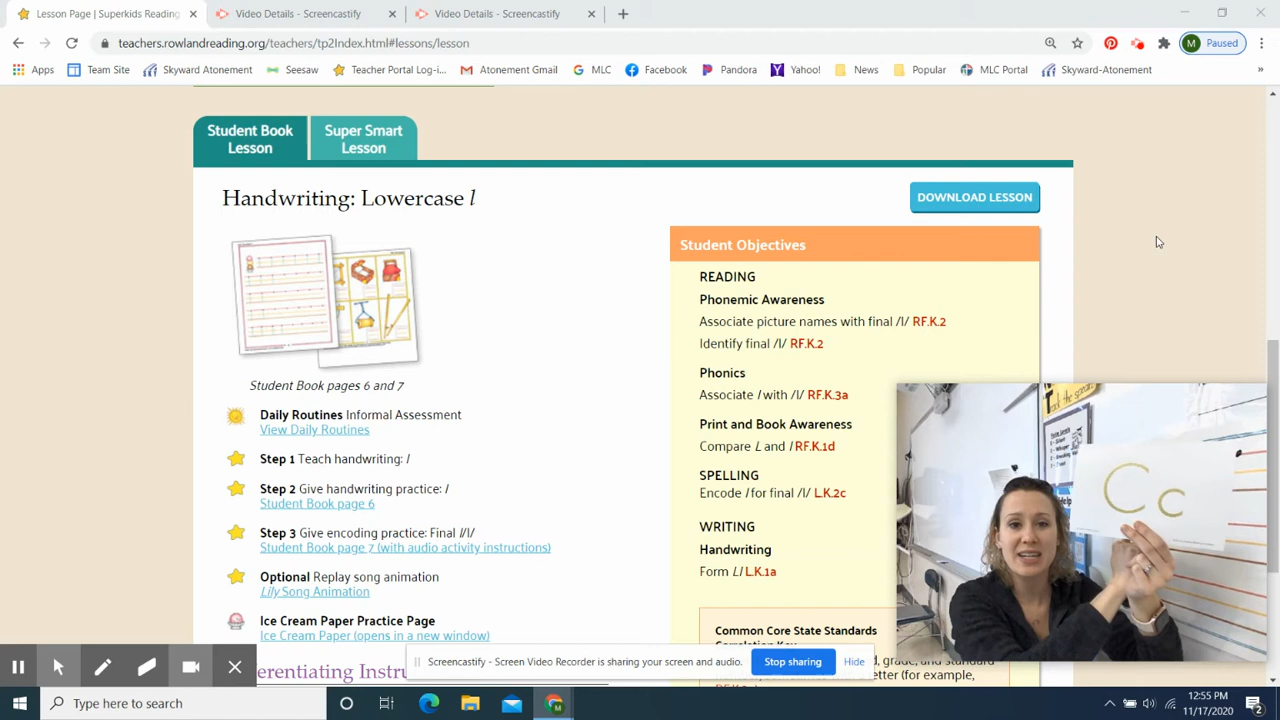 Lesson Page | Superkids Reading
Video Details - Screencastify
Video Details - Screencastify
teachers.rowlandreading.org/teachers/tp2Index.html#lessons/lesson
M
Paused
Apps
Team Site
Skyward Atonement
Seesaw
Teacher Portal Log-i...
Atonement Gmail
MLC
Facebook
Pandora
Yahoo!
News
Popular
MLC Portal
Skyward-Atonement
»
Student Book
Lesson
Super Smart
Lesson
Handwriting: Lowercase l
DOWNLOAD LESSON
Student Book pages 6 and 7
Daily Routines Informal Assessment
View Daily Routines
Step 1 Teach handwriting: l
Step 2 Give handwriting practice: l
Student Book page 6
Step 3 Give encoding practice: Final /l/
Student Book page 7 (with audio activity instructions)
Optional Replay song animation
Lily Song Animation
Ice Cream Paper Practice Page
Ice Cream Paper (opens in a new window)
Student Objectives
READING
Phonemic Awareness
Associate picture names with final /l/ RF.K.2
Identify final /l/ RF.K.2
Phonics
Associate l with /l/ RF.K.3a
Print and Book Awareness
Compare L and l RF.K.1d
SPELLING
Encode l for final /l/ L.K.2c
WRITING
Handwriting
Form L l L.K.1a
Common Core State Standards
d, grade, and standard
etter (for example,
Cc
Screencastify - Screen Video Recorder is sharing your screen and audio.
Stop sharing
Hide
Type here to search
12:55 PM
11/17/2020
2